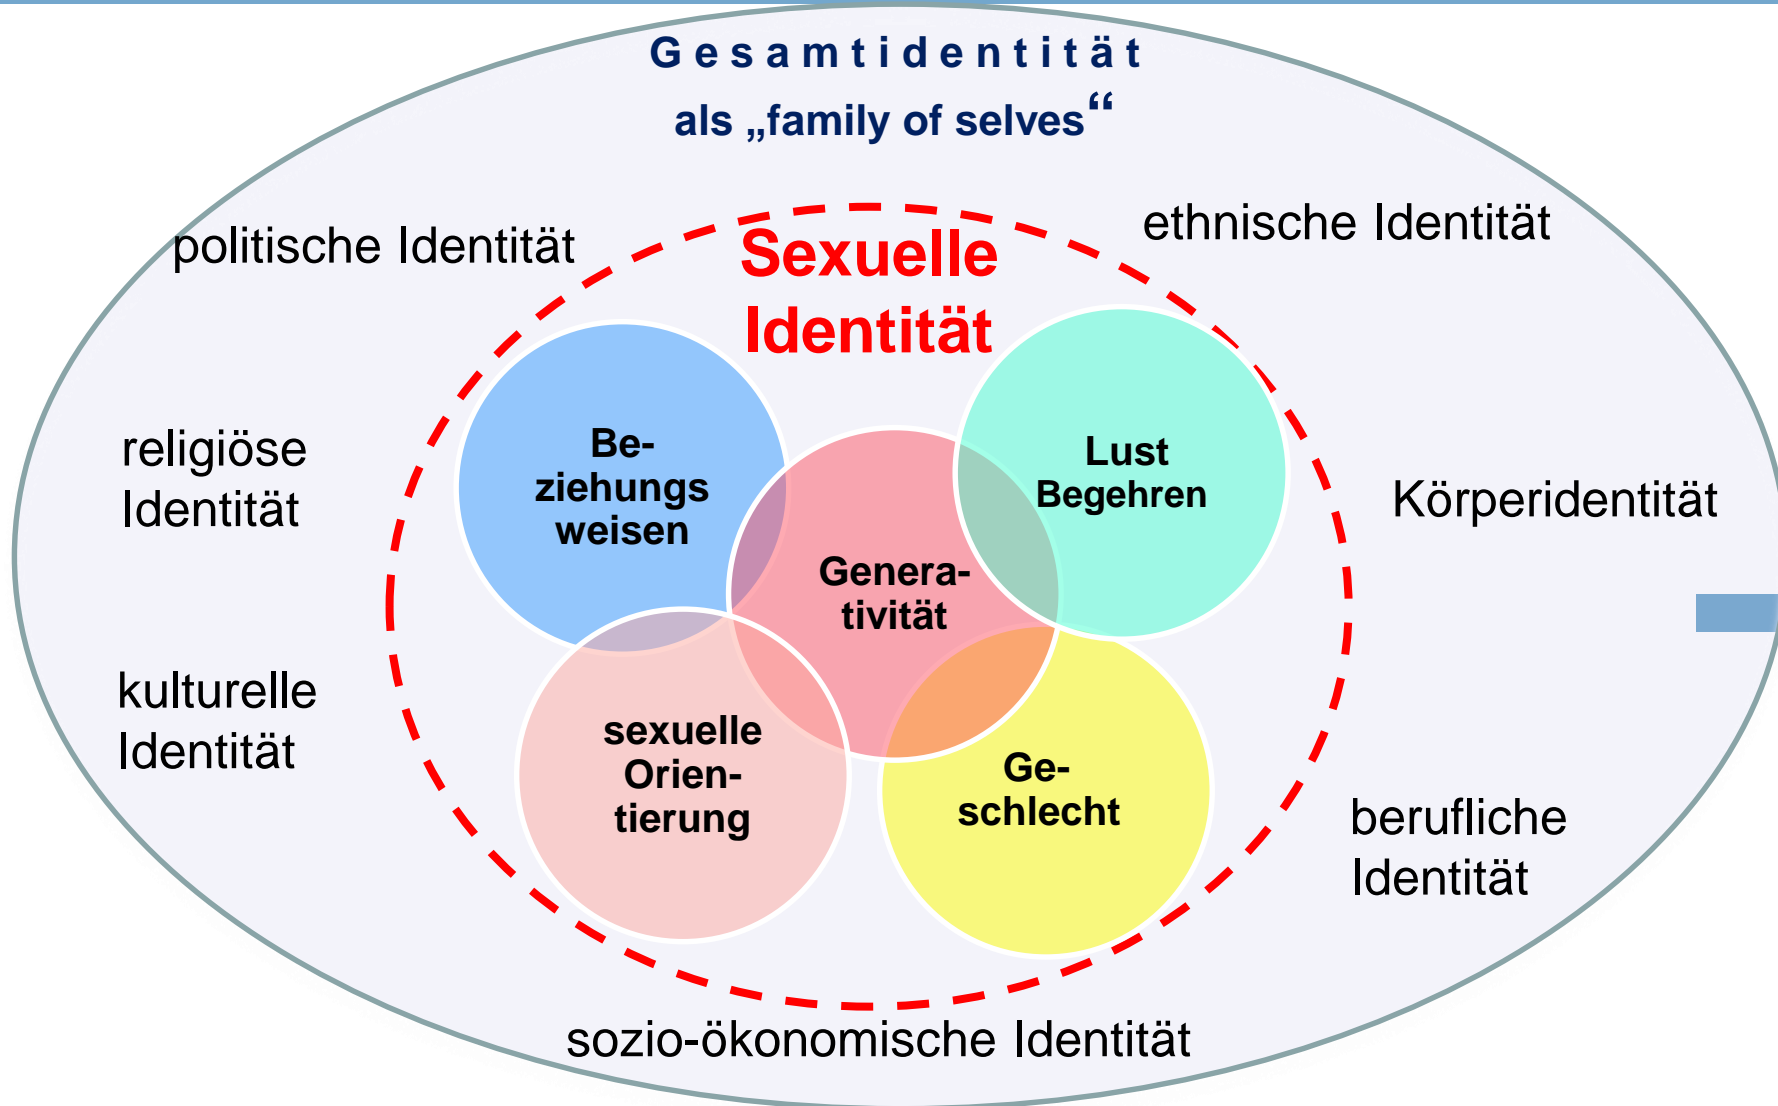 Gesamtidentität
als „family of selves“
politische Identität
ethnische Identität
Sexuelle
Identität
religiöse
Identität
Be-
ziehungs
weisen
Lust
Begehren
Körperidentität
Genera-
tivität
kulturelle
Identität
sexuelle
Orien-
tierung
Ge-
schlecht
berufliche
Identität
sozio-ökonomische Identität